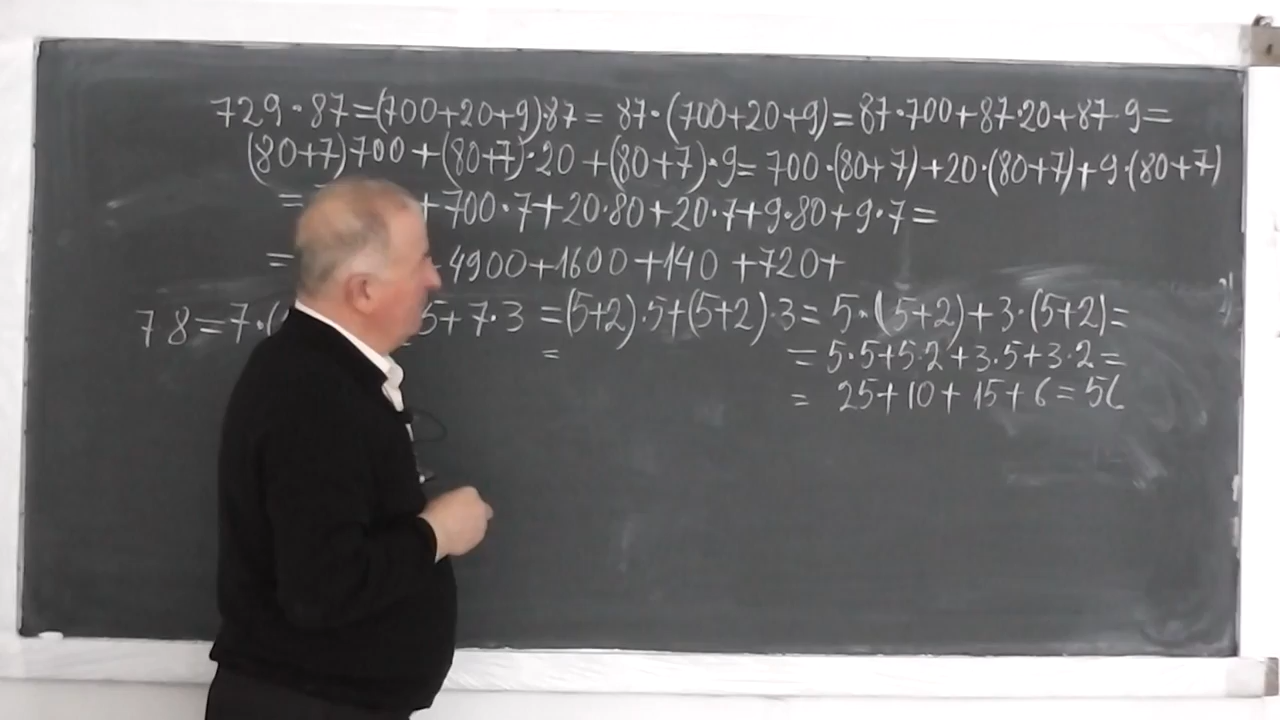 729·87=(700+20+9)·87= 87·(700+20+9)=87·700+87·20+87·9=
(80+7)700+(80+7)·20+(80+7)·9= 700·(80+7)+20·(80+7)+9·(80+7)
= +700·7+20·80+20·7+9·80+9·7=
= 4900+1600+140+720+
7 8=7·( 5+7·3 =(5+2)·5+(5+2)·3= 5·(5+2)+3·(5+2)=
= = 5·5+5·2+3·5+3·2=
= 25+10+15+6=56